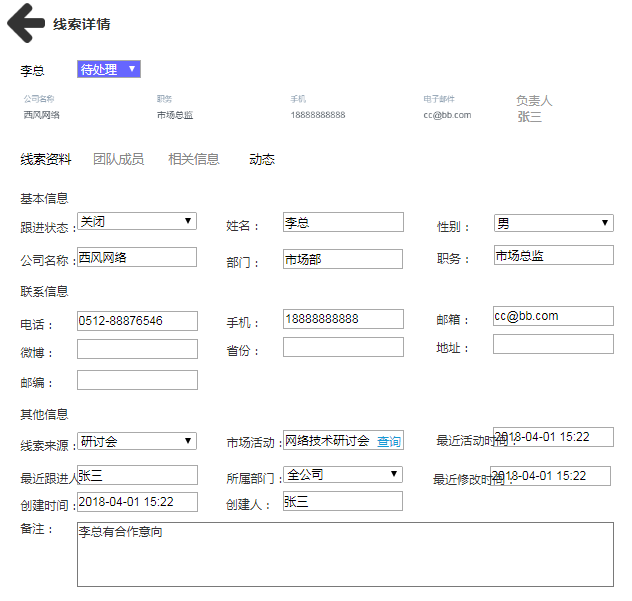 线索详情
李总 待处理
公司名称 职务 手机 电子邮件 负责人
西风网络 市场总监 18888888888 cc@bb.com 张三
线索资料 团队成员 相关信息 动态
基本信息
跟进状态： 关闭 姓名： 李总 性别： 男
公司名称： 西风网络 部门： 市场部 职务： 市场总监
联系信息
电话： 0512-88876546 手机： 18888888888 邮箱： cc@bb.com
微博： 省份： 地址：
邮编：
其他信息
线索来源： 研讨会 市场活动： 网络技术研讨会 查询 最近活动时间： 2018-04-01 15:22
最近跟进人 张三 所属部门： 全公司 最近修改时间： 2018-04-01 15:22
创建时间： 2018-04-01 15:22 创建人： 张三
备注： 李总有合作意向